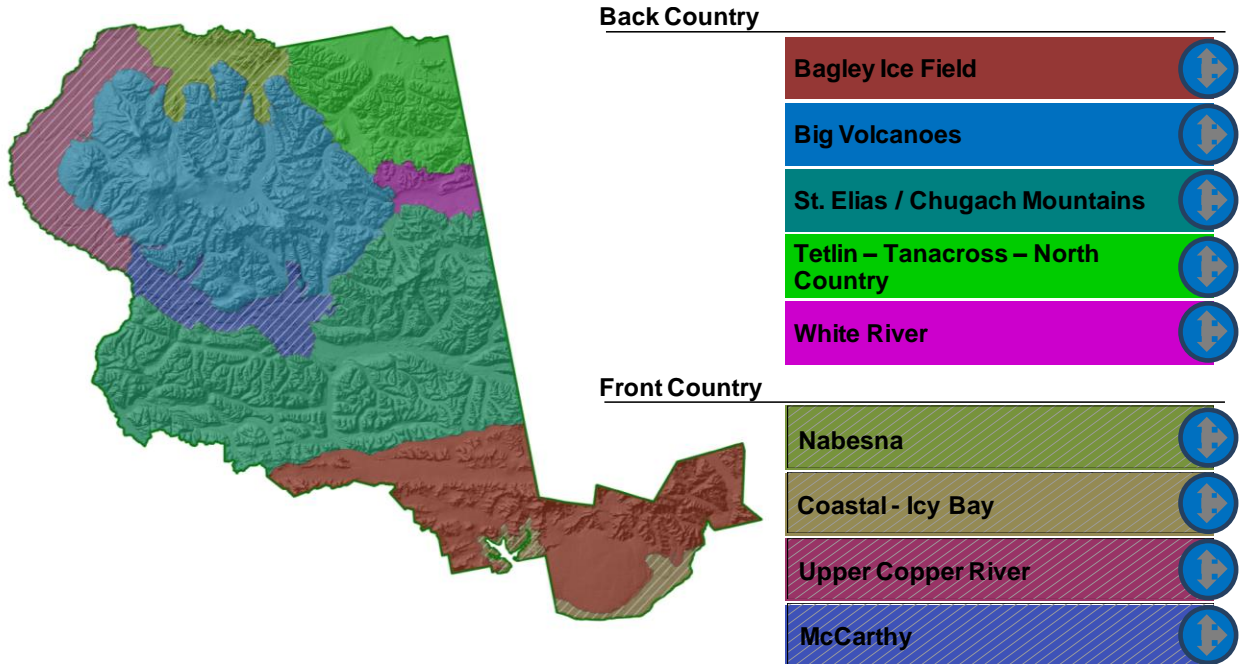 Back Country
Bagley Ice Field
Big Volcanoes
St. Elias / Chugach Mountains
Tetlin – Tanacross – North
Country
White River
Front Country
Nabesna
Coastal - Icy Bay
Upper Copper River
McCarthy